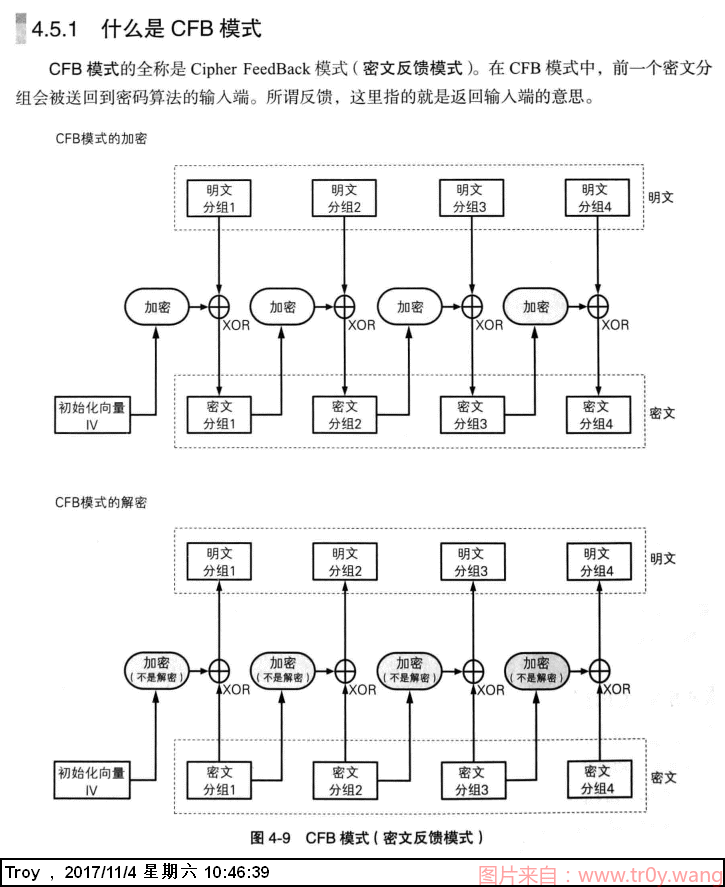 4.5.1 什么是 CFB 模式
CFB 模式的全称是 Cipher FeedBack 模式（密文反馈模式）。在 CFB 模式中，前一个密文分
组会被送回到密码算法的输入端。所谓反馈，这里指的就是返回输入端的意思。
CFB模式的加密
明文
分组1
明文
分组2
明文
分组3
明文
分组4
明文
加密
加密
加密
加密
XOR
XOR
XOR
XOR
初始化向量
IV
密文
分组1
密文
分组2
密文
分组3
密文
分组4
密文
CFB模式的解密
明文
分组1
明文
分组2
明文
分组3
明文
分组4
明文
加密
（不是解密）
加密
（不是解密）
加密
（不是解密）
加密
（不是解密）
XOR
XOR
XOR
XOR
初始化向量
IV
密文
分组1
密文
分组2
密文
分组3
密文
分组4
密文
图 4-9 CFB 模式（密文反馈模式）
Troy , 2017/11/4 星期六 10:46:39
图片来自：www.tr0y.wang